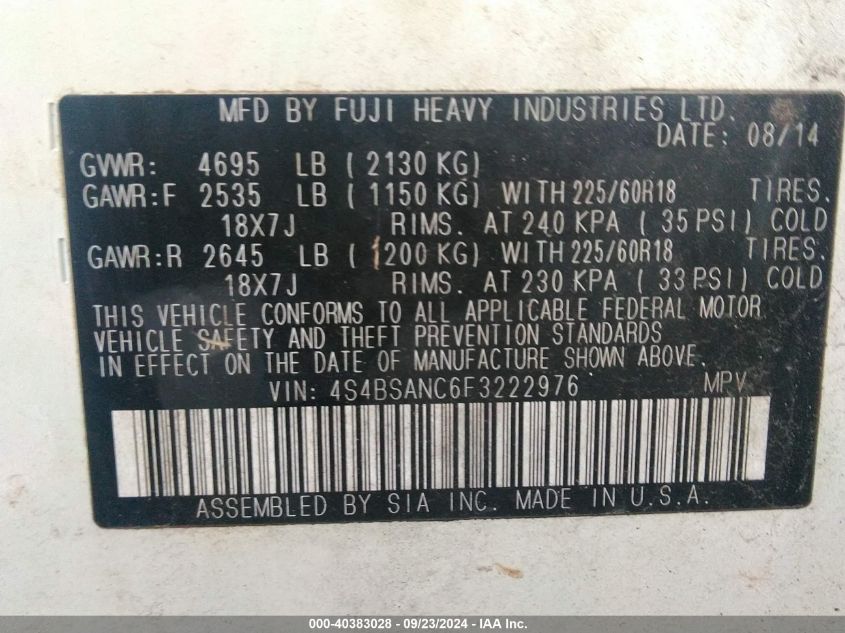 MFD BY FUJI HEAVY INDUSTRIES LTD.
DATE: 08/14
GVWR: 4695 LB ( 2130 KG)
GAWR:F 2535 LB ( 1150 KG) WITH 225/60R18 TIRES.
18X7J RIMS. AT 240 KPA ( 35 PSI) COLD
GAWR:R 2645 LB ( 1200 KG) WITH 225/60R18 TIRES.
18X7J RIMS. AT 230 KPA ( 33 PSI) COLD
THIS VEHICLE CONFORMS TO ALL APPLICABLE FEDERAL MOTOR
VEHICLE SAFETY AND THEFT PREVENTION STANDARDS
IN EFFECT ON THE DATE OF MANUFACTURE SHOWN ABOVE.
VIN: 4S4BSANC6F3222976 MPV
ASSEMBLED BY SIA INC. MADE IN U.S.A.
000-40383028 - 09/23/2024 - IAA Inc.